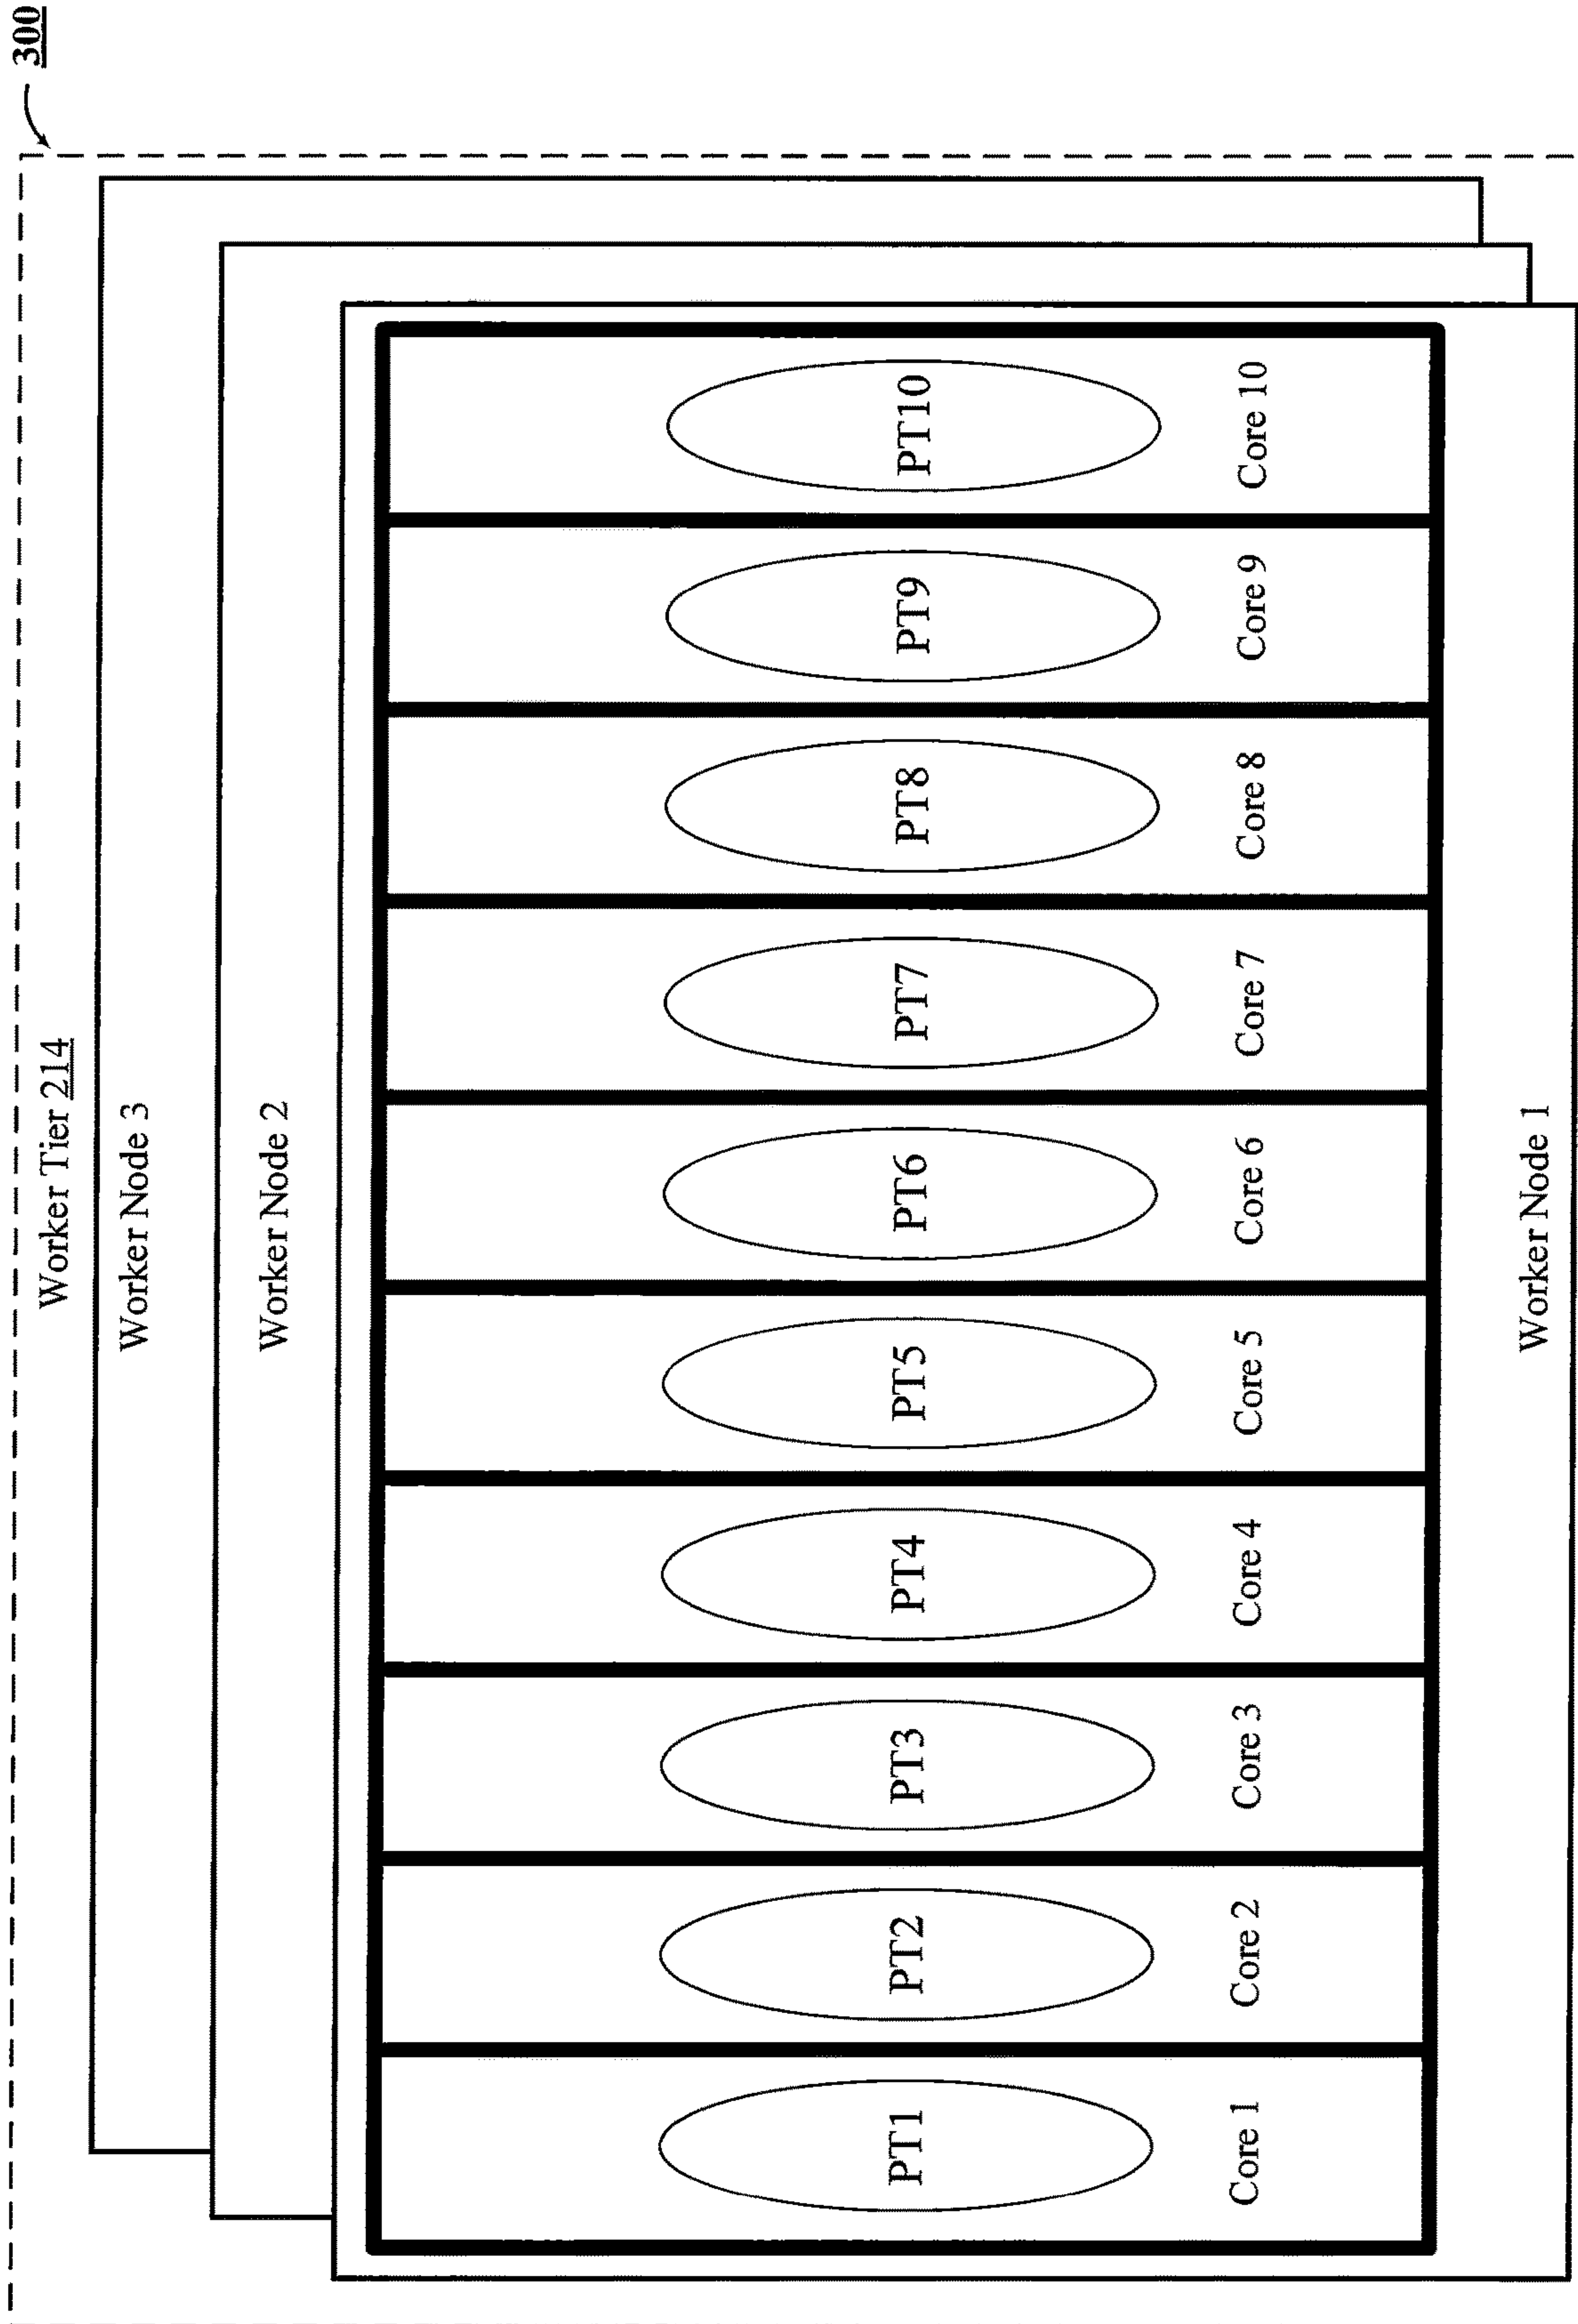 300
Worker Tier 214
Worker Node 3
Worker Node 2
PT1
PT2
PT3
PT4
PT5
PT6
PT7
PT8
PT9
PT10
Core 1
Core 2
Core 3
Core 4
Core 5
Core 6
Core 7
Core 8
Core 9
Core 10
Worker Node 1